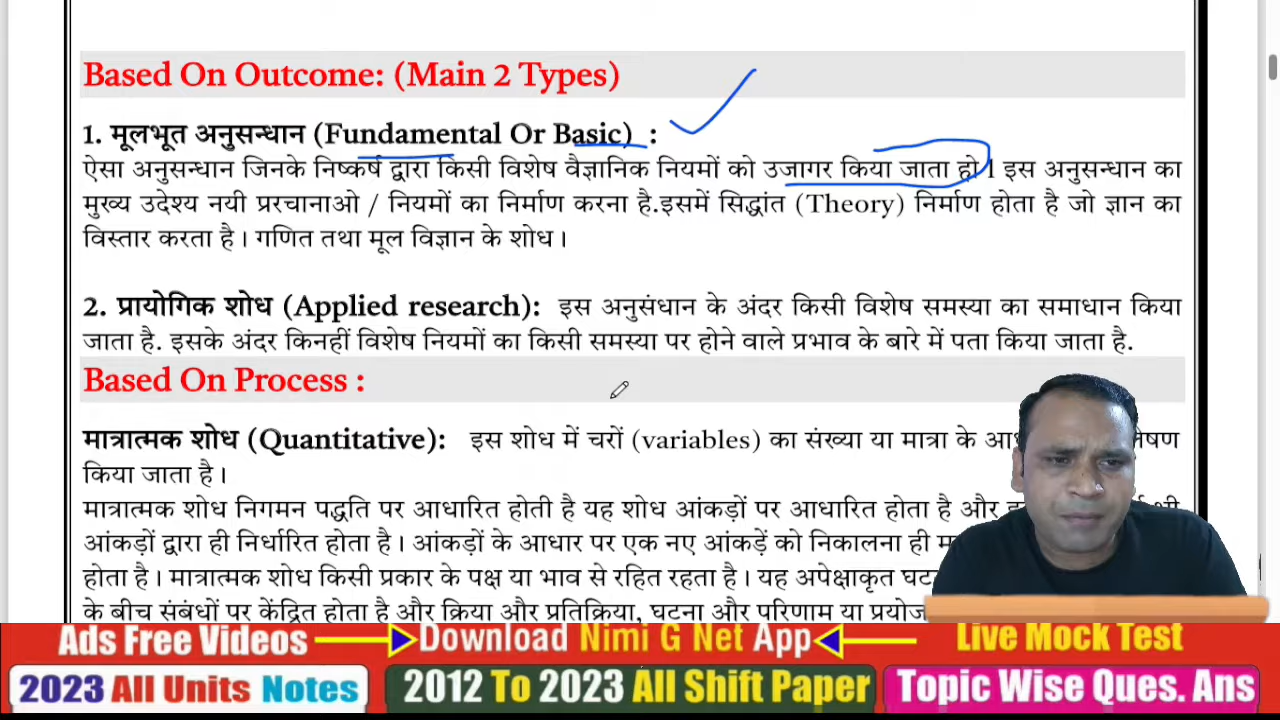 Based On Outcome: (Main 2 Types)
1. मूलभूत अनुसन्धान (Fundamental Or Basic) :
ऐसा अनुसन्धान जिनके निष्कर्ष द्वारा किसी विशेष वैज्ञानिक नियमों को उजागर किया जाता हो l इस अनुसन्धान का
मुख्य उदेश्य नयी प्ररचानाओ / नियमों का निर्माण करना है.इसमें सिद्धांत (Theory) निर्माण होता है जो ज्ञान का
विस्तार करता है। गणित तथा मूल विज्ञान के शोध।
2. प्रायोगिक शोध (Applied research): इस अनुसंधान के अंदर किसी विशेष समस्या का समाधान किया
जाता है. इसके अंदर किनहीं विशेष नियमों का किसी समस्या पर होने वाले प्रभाव के बारे में पता किया जाता है.
Based On Process :
मात्रात्मक शोध (Quantitative): इस शोध में चरों (variables) का संख्या या मात्रा के
किया जाता है।
मात्रात्मक शोध निगमन पद्धति पर आधारित होती है यह शोध आंकड़ों पर आधारित होता है और
आंकड़ों द्वारा ही निर्धारित होता है। आंकड़ों के आधार पर एक नए आंकड़ें को निकालना ही
होता है। मात्रात्मक शोध किसी प्रकार के पक्ष या भाव से रहित रहता है। यह अपेक्षाकृत
के बीच संबंधों पर केंद्रित होता है और क्रिया और प्रतिक्रिया, घटना और परिणाम या
Ads Free Videos Download Nimi G Net App Live Mock Test
2023 All Units Notes 2012 To 2023 All Shift Paper Topic Wise Ques. Ans